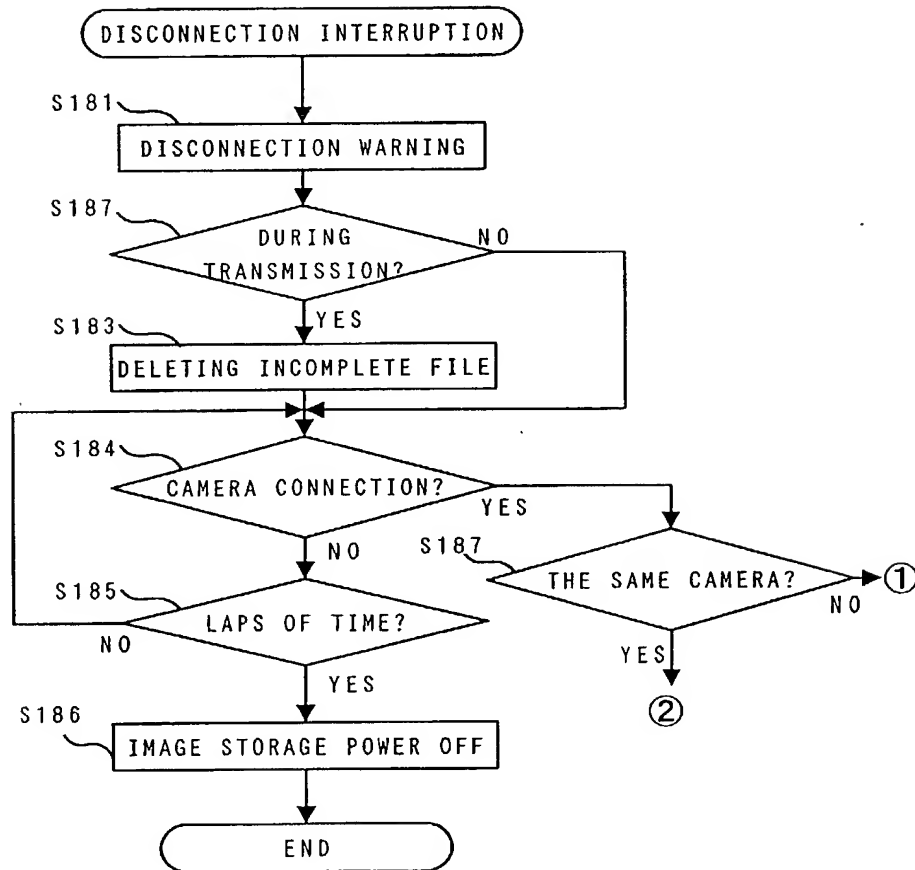 DISCONNECTION INTERRUPTION
S181
DISCONNECTION WARNING
S187
DURING
TRANSMISSION?
NO
YES
S183
DELETING INCOMPLETE FILE
S184
CAMERA CONNECTION?
YES
NO
S187
THE SAME CAMERA?
①
NO
YES
②
S185
LAPS OF TIME?
NO
YES
S186
IMAGE STORAGE POWER OFF
END